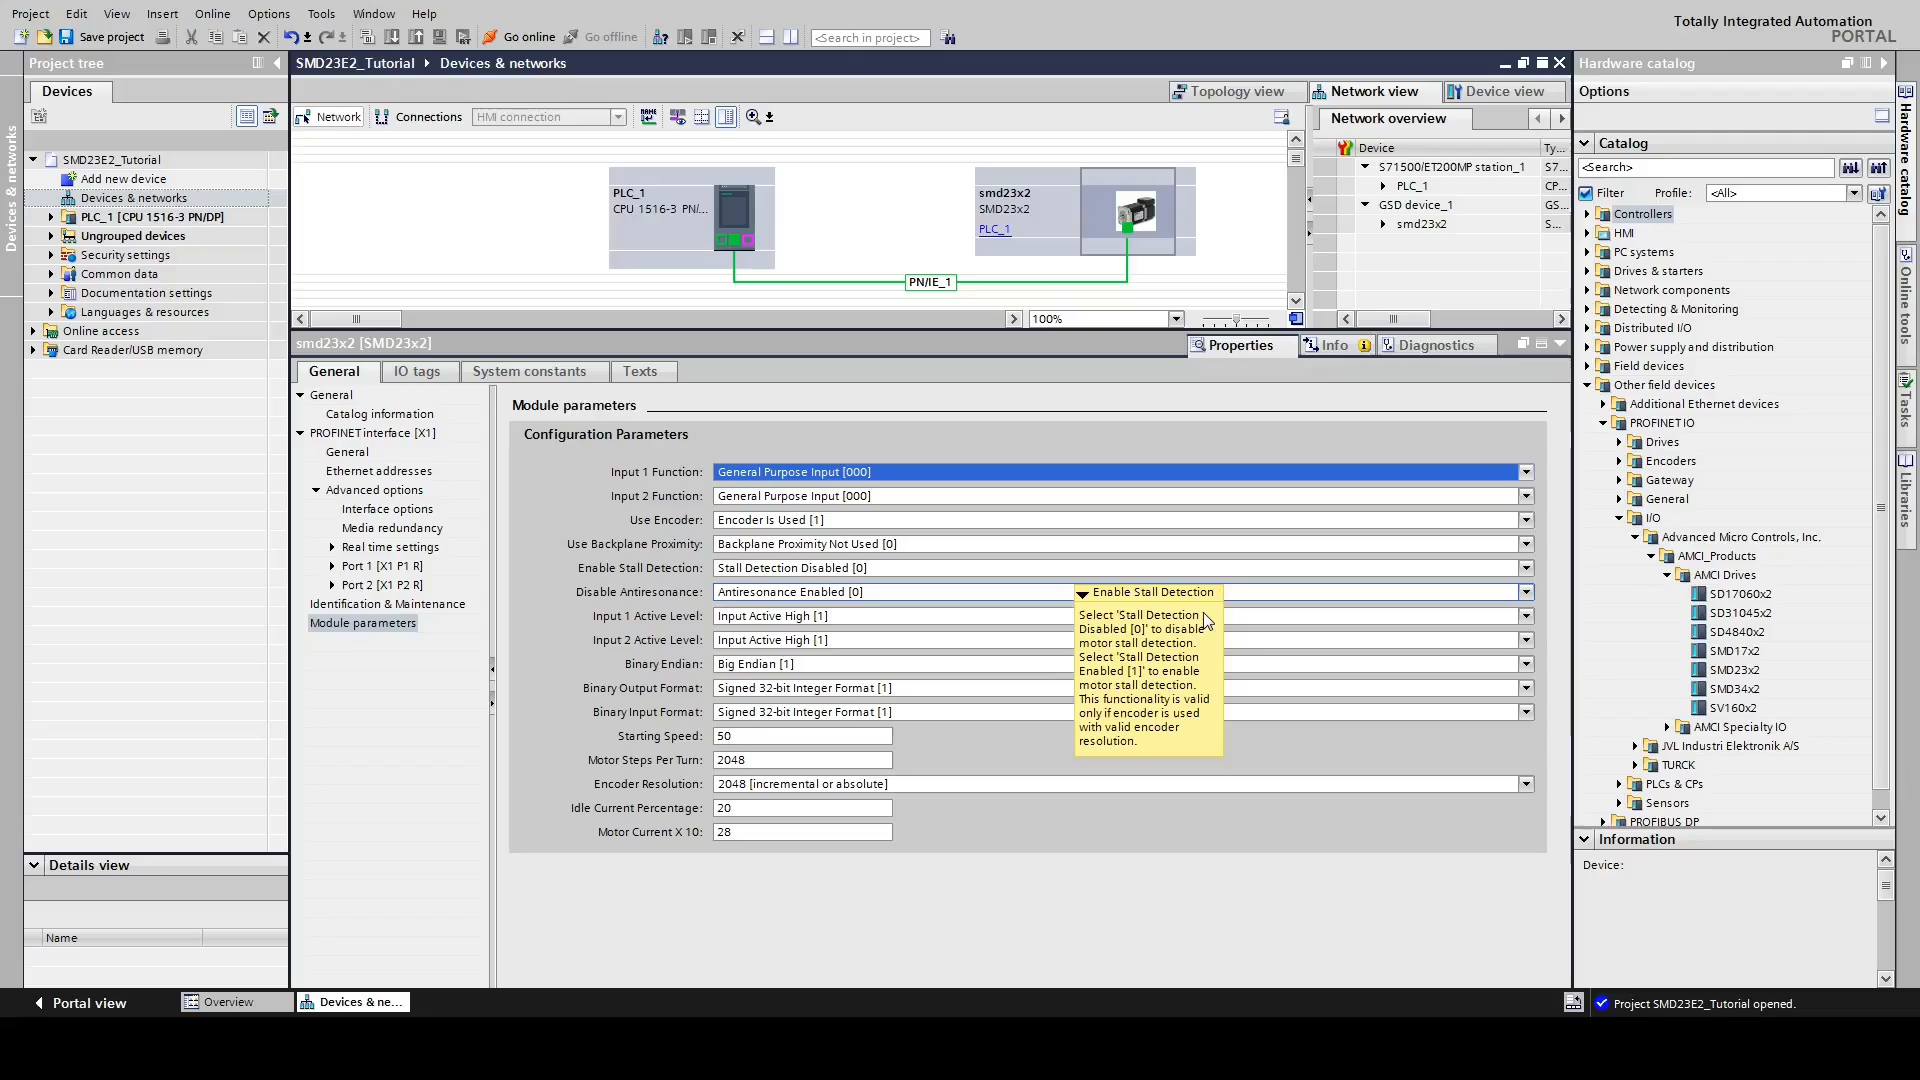 Project Edit View Insert Online Options Tools Window Help
Totally Integrated Automation
PORTAL
Save project
Go online
Go offline
<Search in project>
Project tree
Devices
SMD23E2_Tutorial
Add new device
Devices & networks
PLC_1 [CPU 1516-3 PN/DP]
Ungrouped devices
Security settings
Common data
Documentation settings
Languages & resources
Online access
Card Reader/USB memory
Details view
Name
Devices & networks
SMD23E2_Tutorial
Devices & networks
Topology view
Network view
Device view
Network
Connections
HMI connection
PLC_1
CPU 1516-3 PN/...
smd23x2
SMD23x2
PLC_1
PN/IE_1
100%
Network overview
Device
Ty...
S71500/ET200MP station_1 S7...
PLC_1 CP...
GSD device_1 GS...
smd23x2 S...
smd23x2 [SMD23x2]
Properties
Info
Diagnostics
General
IO tags
System constants
Texts
General
Catalog information
PROFINET interface [X1]
General
Ethernet addresses
Advanced options
Interface options
Media redundancy
Real time settings
Port 1 [X1 P1 R]
Port 2 [X1 P2 R]
Identification & Maintenance
Module parameters
Module parameters
Configuration Parameters
Input 1 Function: General Purpose Input [000]
Input 2 Function: General Purpose Input [000]
Use Encoder: Encoder Is Used [1]
Use Backplane Proximity: Backplane Proximity Not Used [0]
Enable Stall Detection: Stall Detection Disabled [0]
Disable Antiresonance: Antiresonance Enabled [0]
Input 1 Active Level: Input Active High [1]
Input 2 Active Level: Input Active High [1]
Binary Endian: Big Endian [1]
Binary Output Format: Signed 32-bit Integer Format [1]
Binary Input Format: Signed 32-bit Integer Format [1]
Starting Speed: 50
Motor Steps Per Turn: 2048
Encoder Resolution: 2048 [incremental or absolute]
Idle Current Percentage: 20
Motor Current X 10: 28
Enable Stall Detection
Select 'Stall Detection
Disabled [0]' to disable
motor stall detection.
Select 'Stall Detection
Enabled [1]' to enable
motor stall detection.
This functionality is valid
only if encoder is used
with valid encoder
resolution.
Hardware catalog
Options
Catalog
<Search>
Filter
Profile:
<All>
Controllers
HMI
PC systems
Drives & starters
Network components
Detecting & Monitoring
Distributed I/O
Power supply and distribution
Field devices
Other field devices
Additional Ethernet devices
PROFINET IO
Drives
Encoders
Gateway
General
I/O
Advanced Micro Controls, Inc.
AMCI_Products
AMCI Drives
SD17060x2
SD31045x2
SD4840x2
SMD17x2
SMD23x2
SMD34x2
SV160x2
AMCI Specialty IO
JVL Industri Elektronik A/S
TURCK
PLCs & CPs
Sensors
PROFIBUS DP
Information
Device:
Hardware catalog
Online tools
Tasks
Libraries
Portal view
Overview
Devices & ne...
Project SMD23E2_Tutorial opened.